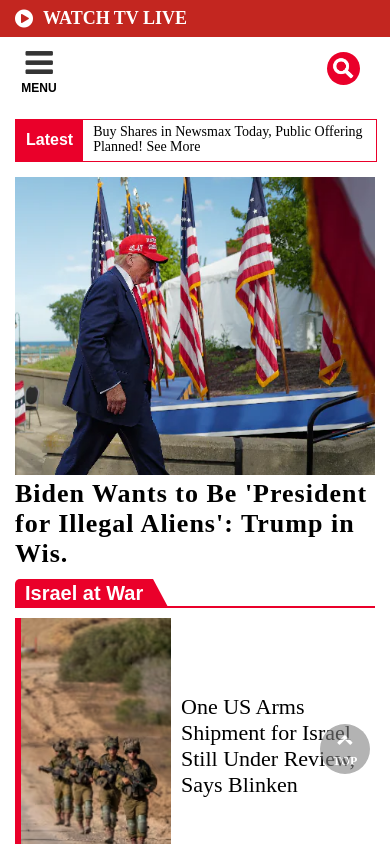 WATCH TV LIVE
MENU
Latest
Buy Shares in Newsmax Today, Public Offering
Planned! See More
45-47
Biden Wants to Be 'President
for Illegal Aliens': Trump in
Wis.
Israel at War
One US Arms
Shipment for Israel
Still Under Review,
Says Blinken
TOP